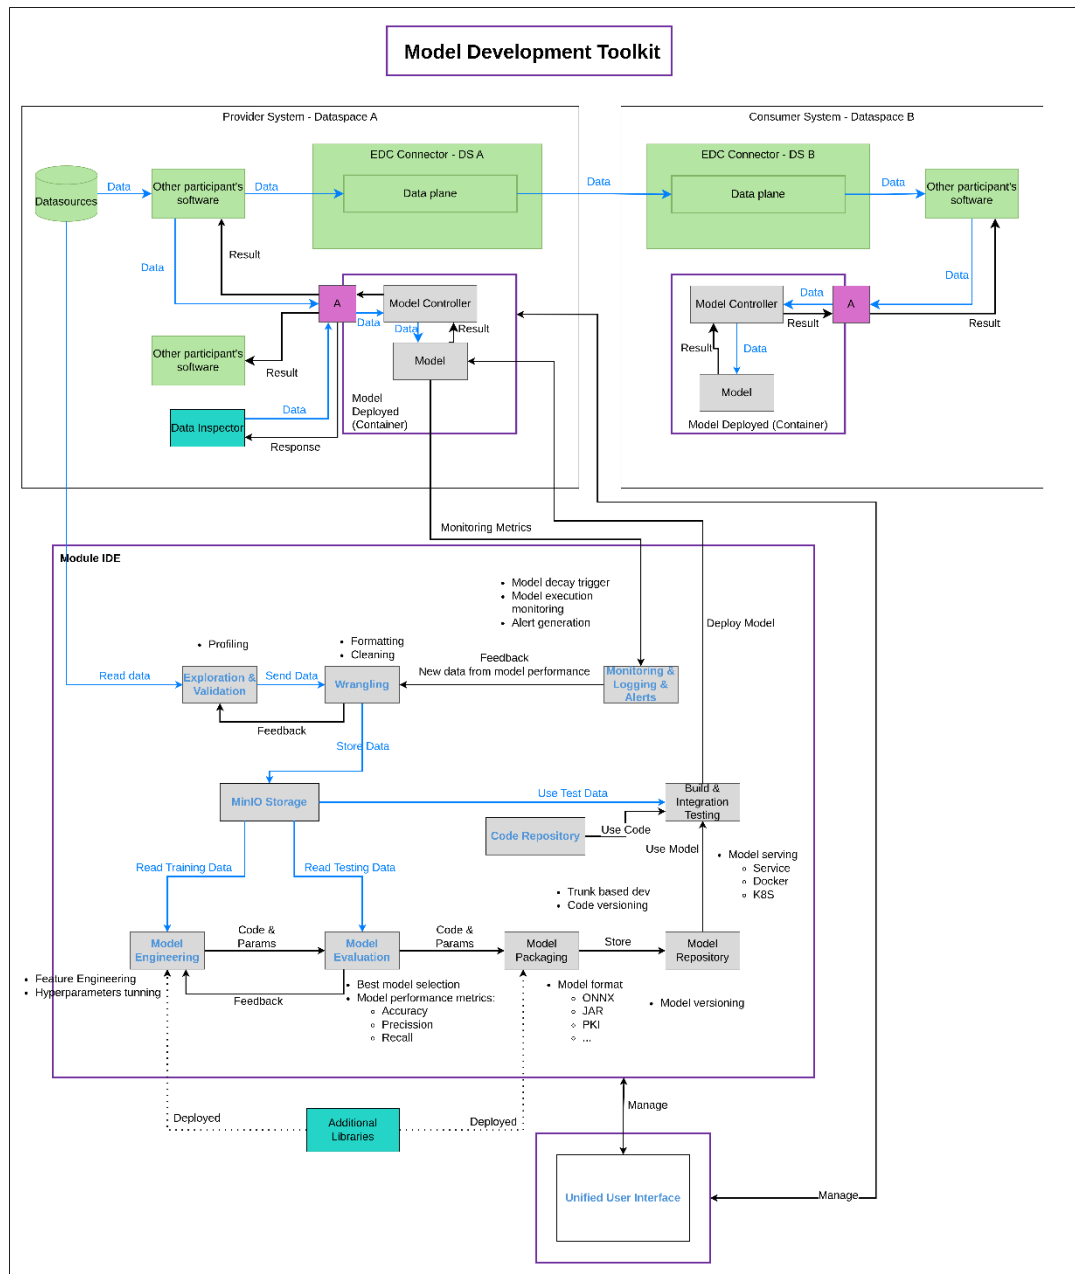 Model Development Toolkit
Provider System - Dataspace A
Consumer System - Dataspace B
EDC Connector - DS A
EDC Connector - DS B
Datasources
Data
Other participant's
software
Data
Data plane
Data
Data plane
Data
Other participant's
software
Result
Data
Data
A
Model Controller
Data
Data
Result
Model
Other participant's
software
Result
Model
Deployed
(Container)
Data
Data Inspector
Response
Model Controller
Data
A
Result
Result
Result
Data
Model
Model Deployed (Container)
Monitoring Metrics
Module IDE
• Model decay trigger
• Model execution
monitoring
• Alert generation
Deploy Model
• Profiling
• Formatting
• Cleaning
Feedback
New data from model performance
Read data
Exploration &
Validation
Send Data
Wrangling
Monitoring &
Logging &
Alerts
Feedback
Store Data
MinIO Storage
Use Test Data
Build &
Integration
Testing
Code Repository
Use Code
Use Model
• Model serving
◦ Service
◦ Docker
◦ K8S
Read Training Data
Read Testing Data
• Trunk based dev
• Code versioning
Model
Engineering
Code &
Params
Model
Evaluation
Code &
Params
Model
Packaging
Store
Model
Repository
• Feature Engineering
• Hyperparameters tunning
Feedback
• Best model selection
• Model performance metrics:
◦ Accuracy
◦ Precission
◦ Recall
• Model format
◦ ONNX
◦ JAR
◦ PKI
◦ ...
• Model versioning
Deployed
Additional
Libraries
Deployed
Manage
Unified User Interface
Manage